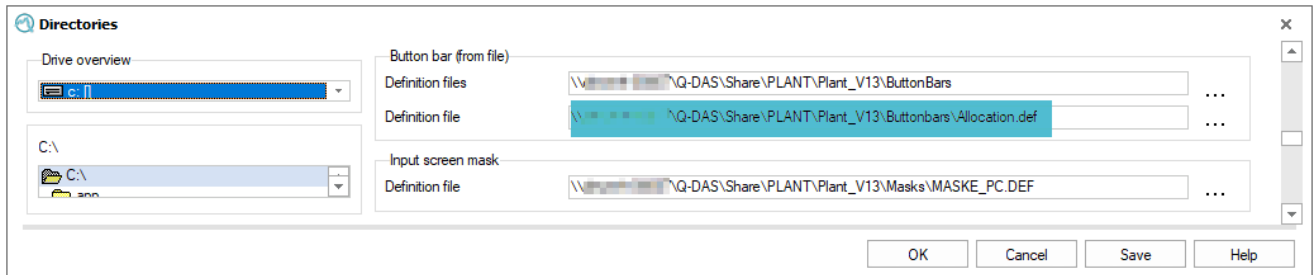 Directories
Drive overview
c: []
C:\
C:\
app
Button bar (from file)
Definition files
\Q-DAS\Share\PLANT\Plant_V13\ButtonBars
...
Definition file
\Q-DAS\Share\PLANT\Plant_V13\Buttonbars\Allocation.def
...
Input screen mask
Definition file
\Q-DAS\Share\PLANT\Plant_V13\Masks\MASKE_PC.DEF
...
OK
Cancel
Save
Help